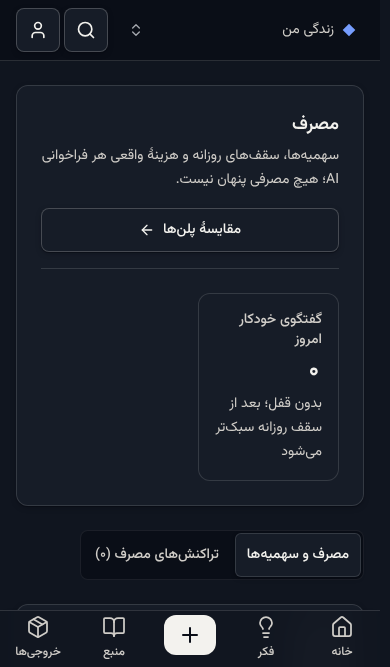 زندگی من
مصرف
سهمیه‌ها، سقف‌های روزانه و هزینهٔ واقعی هر فراخوانی
AI؛ هیچ مصرفی پنهان نیست.
مقایسهٔ پلن‌ها ←
گفتگوی خودکار
امروز
۰
بدون قفل؛ بعد از
سقف روزانه سبک‌تر
می‌شود
مصرف و سهمیه‌ها
تراکنش‌های مصرف (۰)
خانه
فکر
منبع
خروجی‌ها